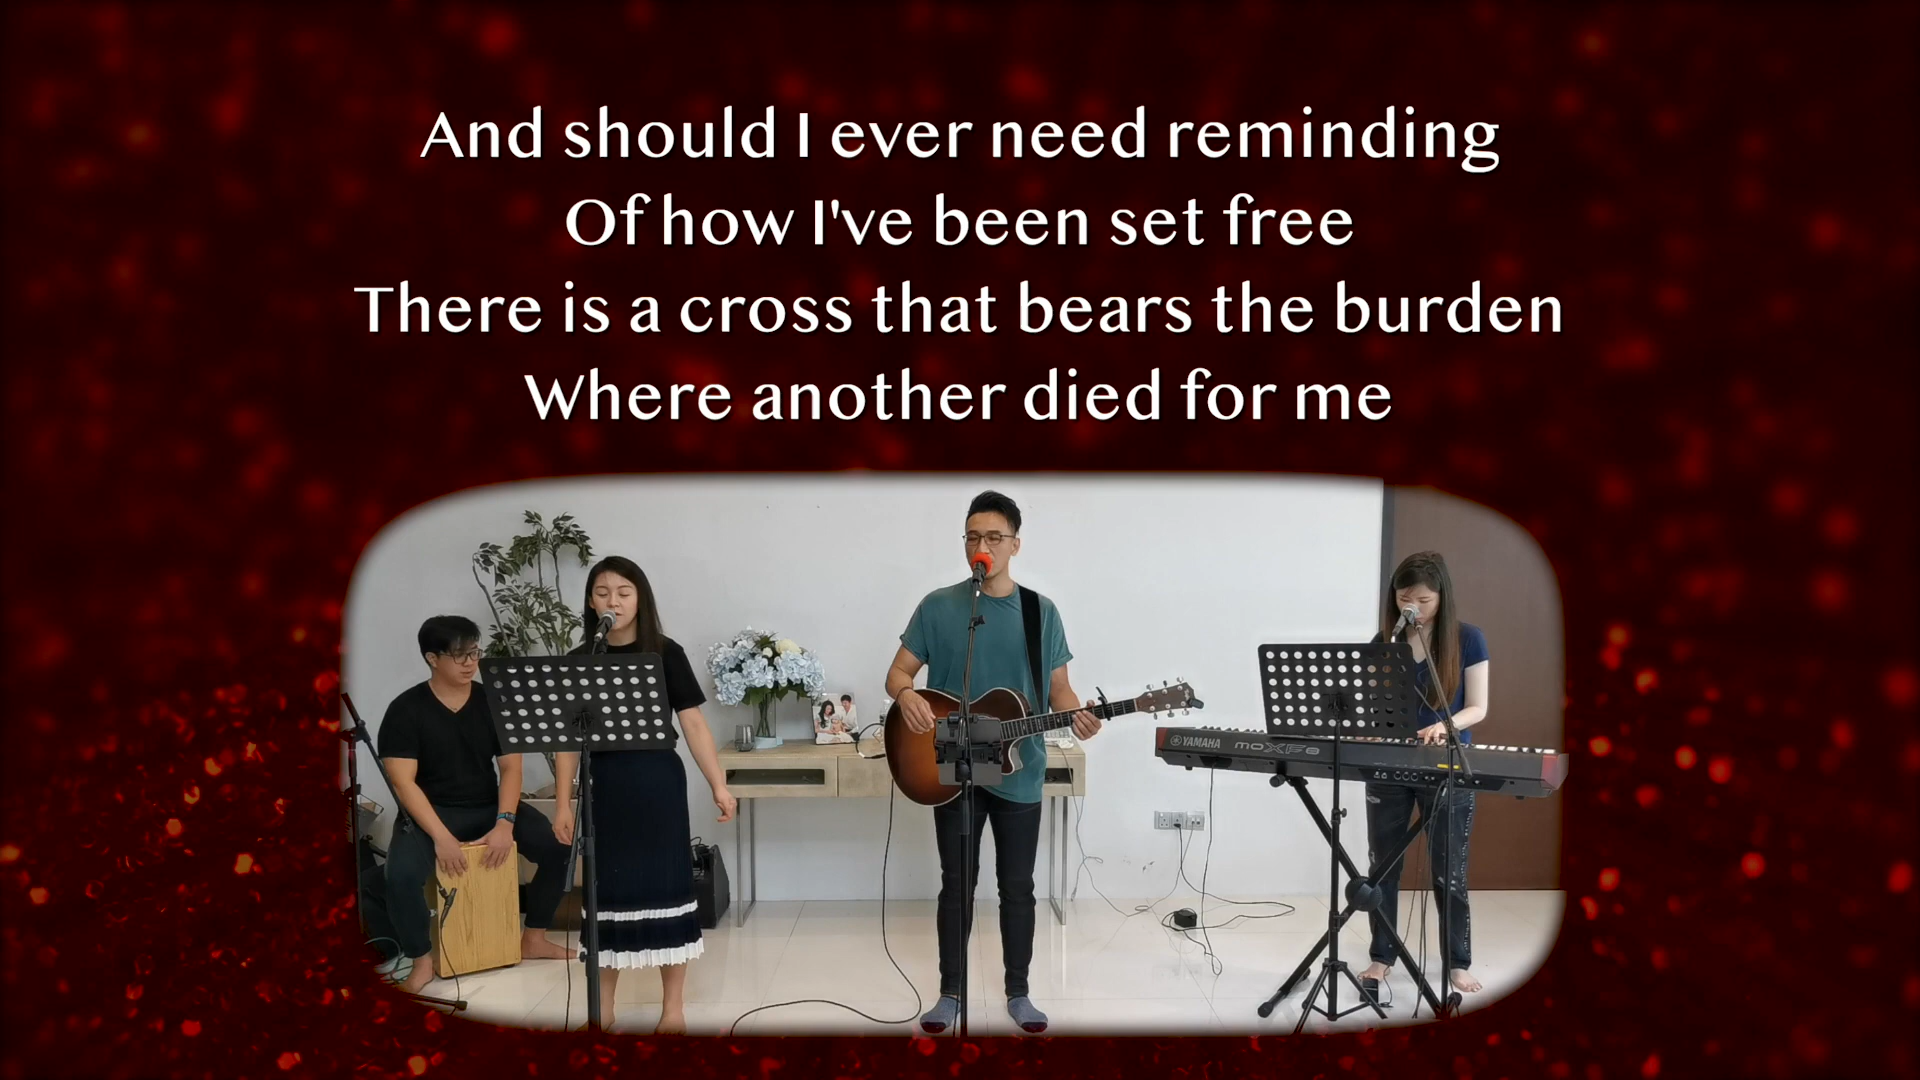 And should I ever need reminding
Of how I've been set free
There is a cross that bears the burden
Where another died for me
YAMAHA MOXF8